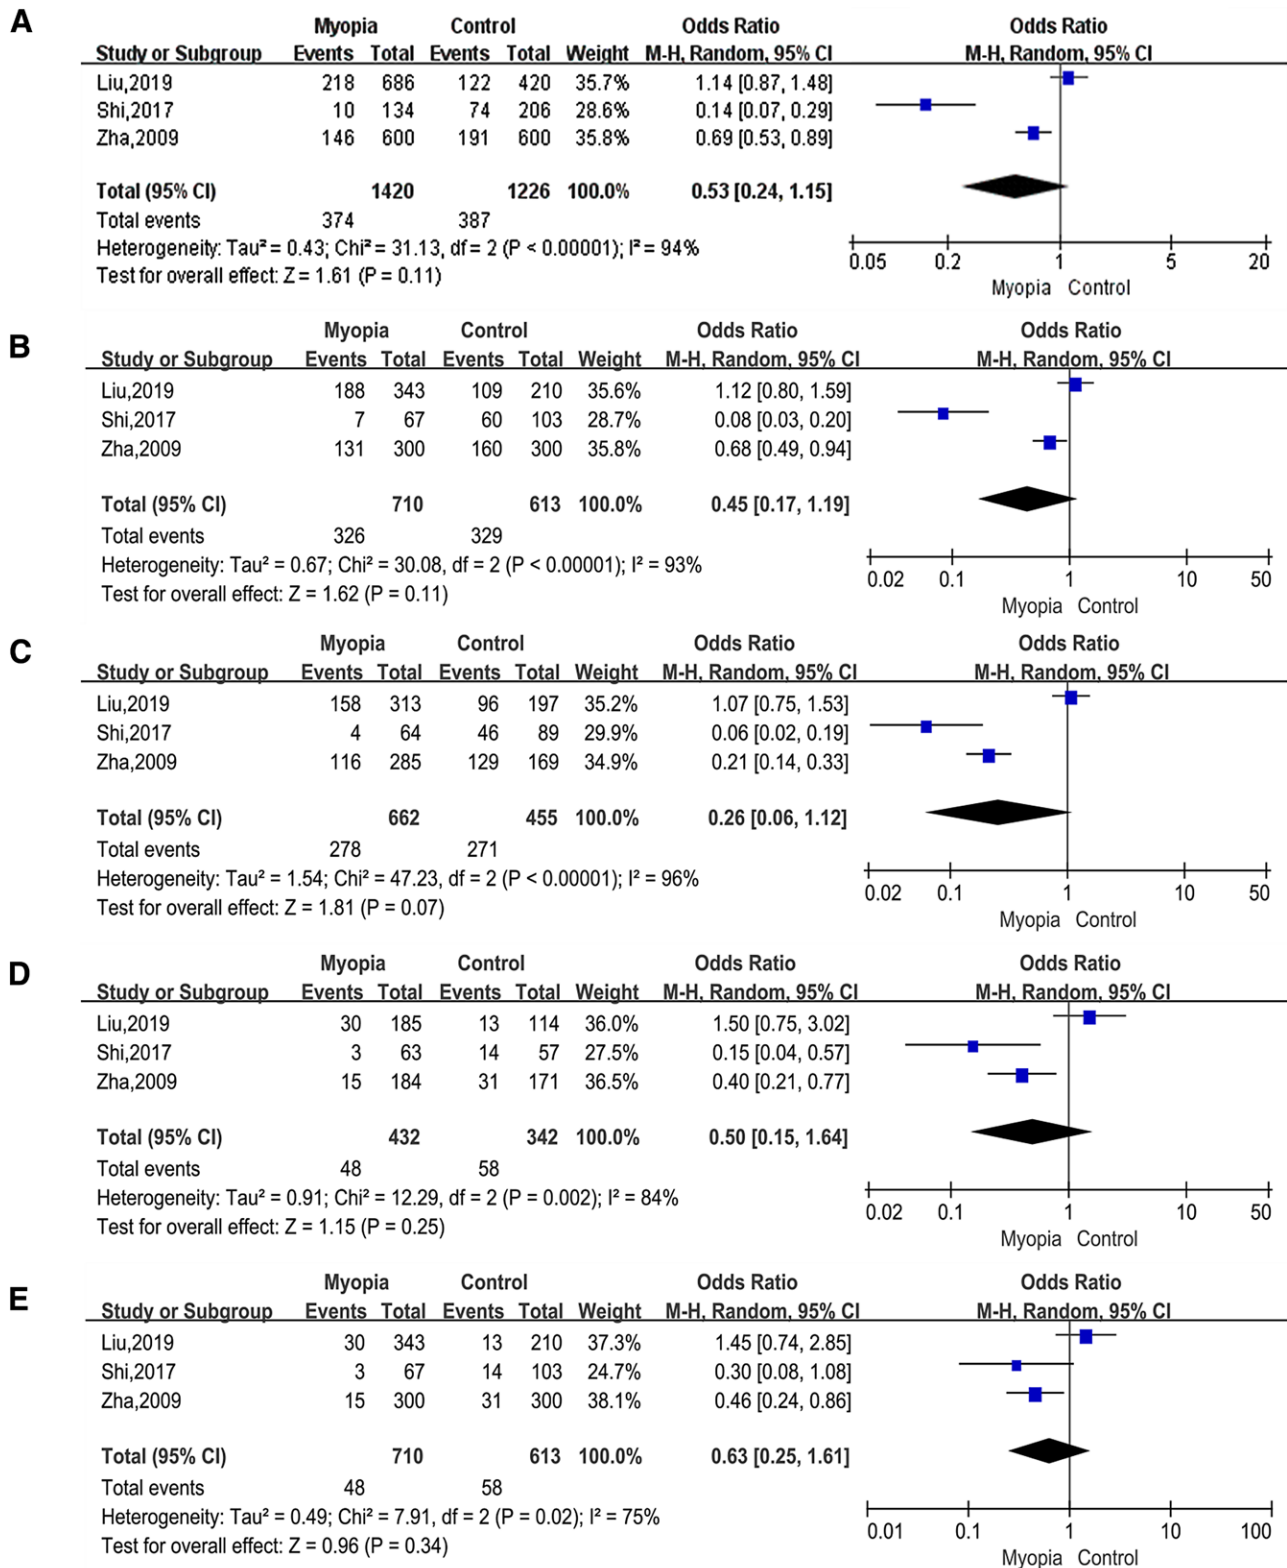 A
Myopia Control Odds Ratio Odds Ratio
Study or Subgroup Events Total Events Total Weight M-H, Random, 95% CI M-H, Random, 95% CI
Liu,2019 218 686 122 420 35.7% 1.14 [0.87, 1.48]
Shi,2017 10 134 74 206 28.6% 0.14 [0.07, 0.29]
Zha,2009 146 600 191 600 35.8% 0.69 [0.53, 0.89]
Total (95% CI) 1420 1226 100.0% 0.53 [0.24, 1.15]
Total events 374 387
Heterogeneity: Tau² = 0.43; Chi² = 31.13, df = 2 (P < 0.00001); I² = 94%
Test for overall effect: Z = 1.61 (P = 0.11)
0.05 0.2 1 5 20
Myopia Control
B
Myopia Control Odds Ratio Odds Ratio
Study or Subgroup Events Total Events Total Weight M-H, Random, 95% CI M-H, Random, 95% CI
Liu,2019 188 343 109 210 35.6% 1.12 [0.80, 1.59]
Shi,2017 7 67 60 103 28.7% 0.08 [0.03, 0.20]
Zha,2009 131 300 160 300 35.8% 0.68 [0.49, 0.94]
Total (95% CI) 710 613 100.0% 0.45 [0.17, 1.19]
Total events 326 329
Heterogeneity: Tau² = 0.67; Chi² = 30.08, df = 2 (P < 0.00001); I² = 93%
Test for overall effect: Z = 1.62 (P = 0.11)
0.02 0.1 1 10 50
Myopia Control
C
Myopia Control Odds Ratio Odds Ratio
Study or Subgroup Events Total Events Total Weight M-H, Random, 95% CI M-H, Random, 95% CI
Liu,2019 158 313 96 197 35.2% 1.07 [0.75, 1.53]
Shi,2017 4 64 46 89 29.9% 0.06 [0.02, 0.19]
Zha,2009 116 285 129 169 34.9% 0.21 [0.14, 0.33]
Total (95% CI) 662 455 100.0% 0.26 [0.06, 1.12]
Total events 278 271
Heterogeneity: Tau² = 1.54; Chi² = 47.23, df = 2 (P < 0.00001); I² = 96%
Test for overall effect: Z = 1.81 (P = 0.07)
0.02 0.1 1 10 50
Myopia Control
D
Myopia Control Odds Ratio Odds Ratio
Study or Subgroup Events Total Events Total Weight M-H, Random, 95% CI M-H, Random, 95% CI
Liu,2019 30 185 13 114 36.0% 1.50 [0.75, 3.02]
Shi,2017 3 63 14 57 27.5% 0.15 [0.04, 0.57]
Zha,2009 15 184 31 171 36.5% 0.40 [0.21, 0.77]
Total (95% CI) 432 342 100.0% 0.50 [0.15, 1.64]
Total events 48 58
Heterogeneity: Tau² = 0.91; Chi² = 12.29, df = 2 (P = 0.002); I² = 84%
Test for overall effect: Z = 1.15 (P = 0.25)
0.02 0.1 1 10 50
Myopia Control
E
Myopia Control Odds Ratio Odds Ratio
Study or Subgroup Events Total Events Total Weight M-H, Random, 95% CI M-H, Random, 95% CI
Liu,2019 30 343 13 210 37.3% 1.45 [0.74, 2.85]
Shi,2017 3 67 14 103 24.7% 0.30 [0.08, 1.08]
Zha,2009 15 300 31 300 38.1% 0.46 [0.24, 0.86]
Total (95% CI) 710 613 100.0% 0.63 [0.25, 1.61]
Total events 48 58
Heterogeneity: Tau² = 0.49; Chi² = 7.91, df = 2 (P = 0.02); I² = 75%
Test for overall effect: Z = 0.96 (P = 0.34)
0.01 0.1 1 10 100
Myopia Control